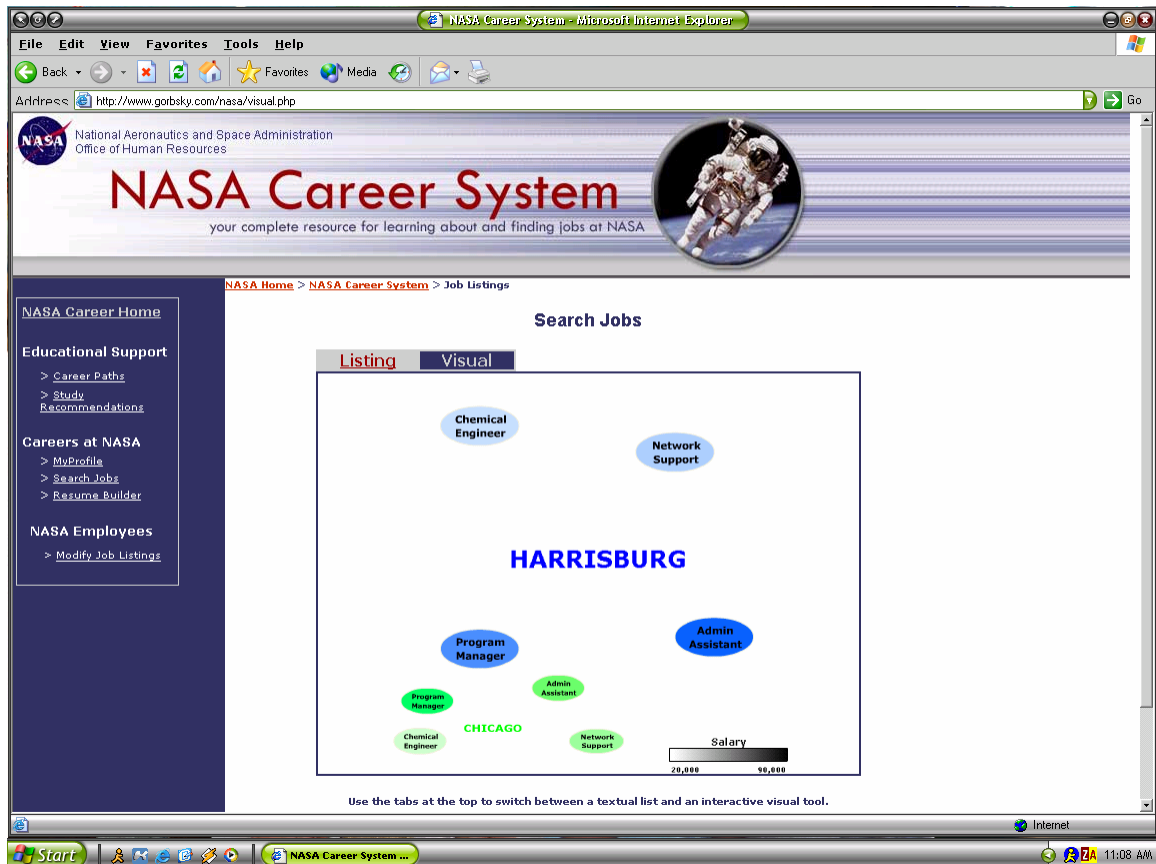 NASA Career System - Microsoft Internet Explorer
File Edit View Favorites Tools Help
Back Favorites Media
Address http://www.gorbsky.com/nasa/visual.php Go
NASA
National Aeronautics and Space Administration
Office of Human Resources
NASA Career System
your complete resource for learning about and finding jobs at NASA
NASA Home > NASA Career System > Job Listings
NASA Career Home
Educational Support
> Career Paths
> Study
Recommendations
Careers at NASA
> MyProfile
> Search Jobs
> Resume Builder
NASA Employees
> Modify Job Listings
Search Jobs
Listing Visual
Chemical
Engineer
Network
Support
HARRISBURG
Program
Manager
Admin
Assistant
Program
Manager
Admin
Assistant
CHICAGO
Chemical
Engineer
Network
Support
Salary
20,000 90,000
Use the tabs at the top to switch between a textual list and an interactive visual tool.
Internet
Start NASA Career System ... ZA 11:08 AM